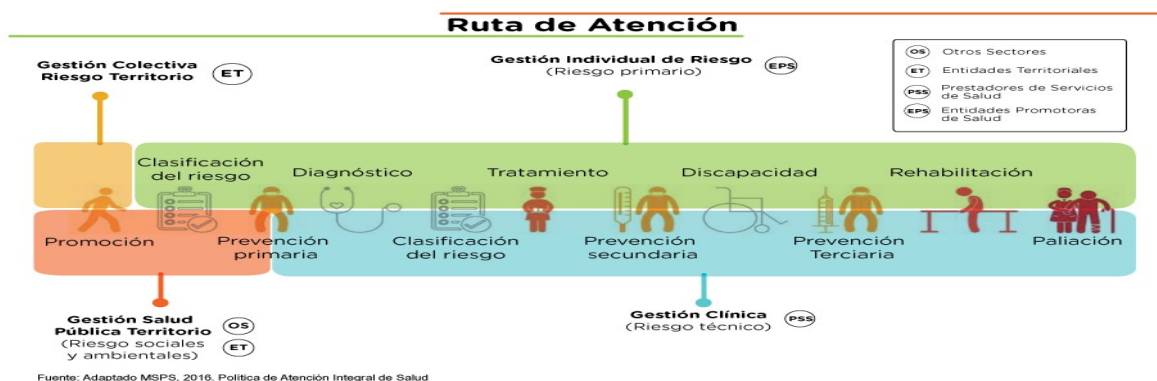 Ruta de Atención
Gestión Colectiva
Riesgo Territorio
ET
Gestión Individual de Riesgo
(Riesgo primario)
EPS
OS Otros Sectores
ET Entidades Territoriales
PSS Prestadores de Servicios
de Salud
EPS Entidades Promotoras
de Salud
Clasificación
del riesgo
Diagnóstico
Tratamiento
Discapacidad
Rehabilitación
Promoción
Prevención
primaria
Clasificación
del riesgo
Prevención
secundaria
Prevención
Terciaria
Paliación
Gestión Salud
Pública Territorio
(Riesgo sociales
y ambientales)
OS
ET
Gestión Clínica
(Riesgo técnico)
PSS
Fuente: Adaptado MSPS, 2016. Política de Atención Integral de Salud